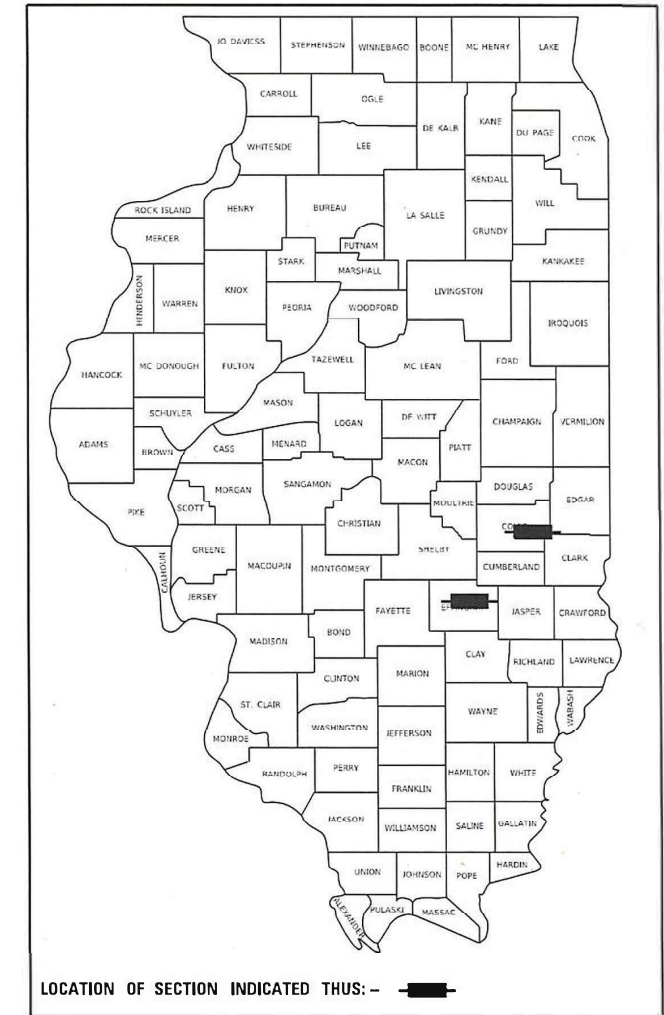 JO DAVIESS STEPHENSON WINNEBAGO BOONE MC HENRY LAKE
CARROLL OGLE DE KALB KANE DU PAGE COOK
WHITESIDE LEE
KENDALL
ROCK ISLAND HENRY BUREAU LA SALLE WILL
MERCER PUTNAM GRUNDY
STARK MARSHALL KANKAKEE
HENDERSON WARREN KNOX PEORIA WOODFORD LIVINGSTON IROQUOIS
HANCOCK MC DONOUGH FULTON TAZEWELL MC LEAN FORD
SCHUYLER MASON LOGAN DE WITT CHAMPAIGN VERMILION
ADAMS BROWN CASS MENARD PIATT
MACON
PIKE SCOTT MORGAN SANGAMON MOULTRIE DOUGLAS EDGAR
CHRISTIAN
CALHOUN GREENE MACOUPIN MONTGOMERY SHELBY CUMBERLAND CLARK
JERSEY FAYETTE JASPER CRAWFORD
MADISON BOND
CLAY RICHLAND LAWRENCE
CLINTON MARION
ST. CLAIR WAYNE EDWARDS WABASH
MONROE WASHINGTON JEFFERSON
RANDOLPH PERRY HAMILTON WHITE
FRANKLIN
JACKSON WILLIAMSON SALINE GALLATIN
UNION JOHNSON POPE HARDIN
ALEXANDER PULASKI MASSAC
LOCATION OF SECTION INDICATED THUS: –